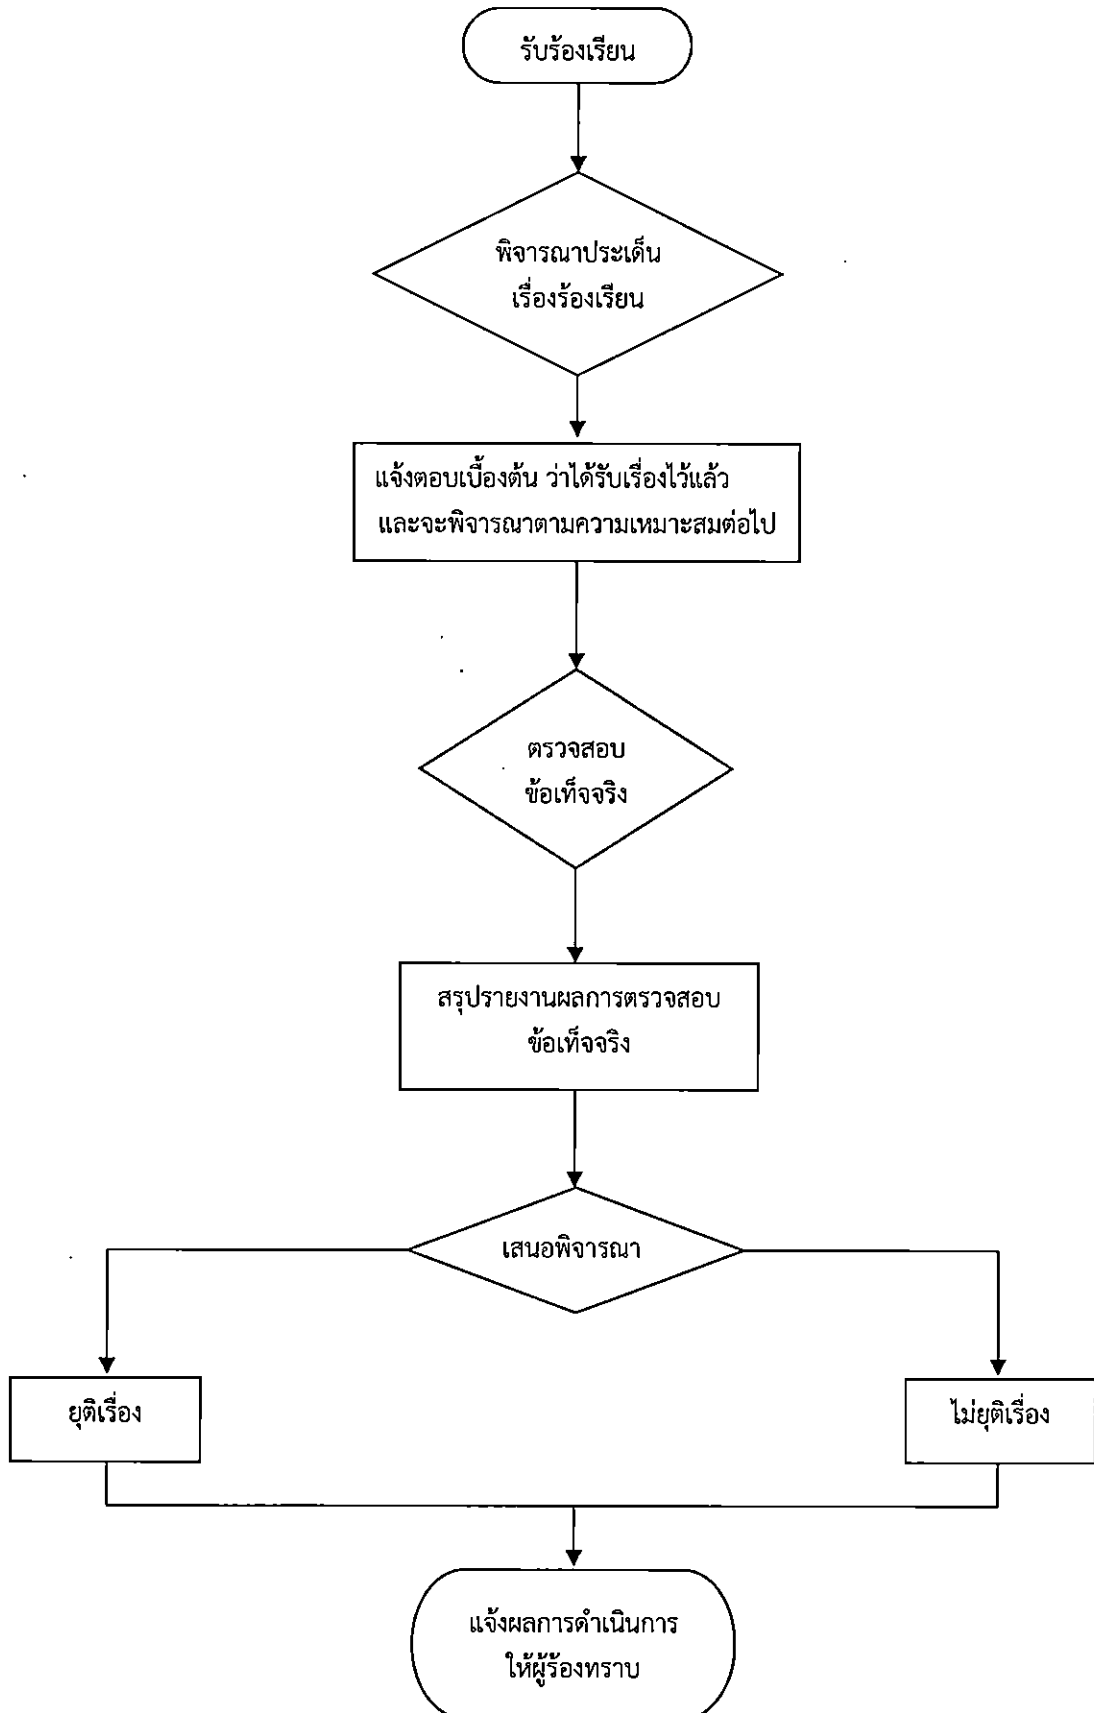 รับร้องเรียน
พิจารณาประเด็น
เรื่องร้องเรียน
แจ้งตอบเบื้องต้น ว่าได้รับเรื่องไว้แล้ว
และจะพิจารณาตามความเหมาะสมต่อไป
ตรวจสอบ
ข้อเท็จจริง
สรุปรายงานผลการตรวจสอบ
ข้อเท็จจริง
เสนอพิจารณา
ยุติเรื่อง
ไม่ยุติเรื่อง
แจ้งผลการดำเนินการ
ให้ผู้ร้องทราบ